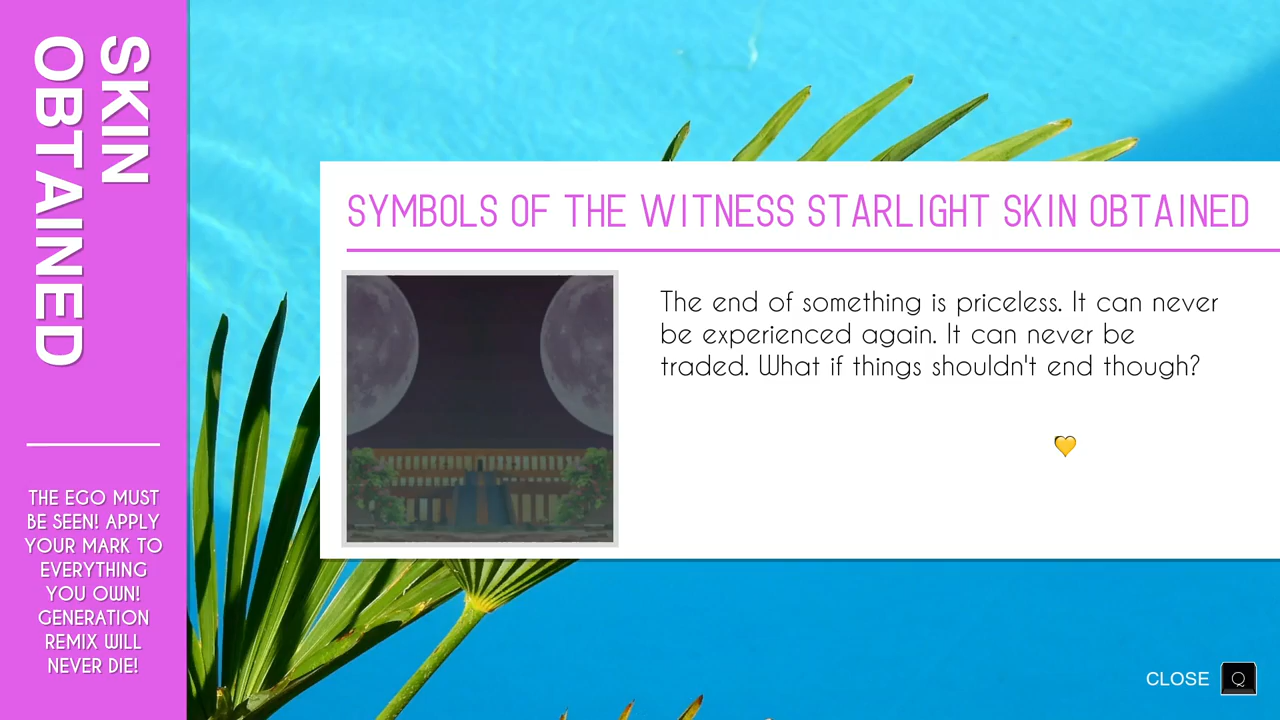 SKIN
OBTAINED
THE EGO MUST
BE SEEN! APPLY
YOUR MARK TO
EVERYTHING
YOU OWN!
GENERATION
REMIX WILL
NEVER DIE!
SYMBOLS OF THE WITNESS STARLIGHT SKIN OBTAINED
The end of something is priceless. It can never
be experienced again. It can never be
traded. What if things shouldn't end though?
CLOSE Q